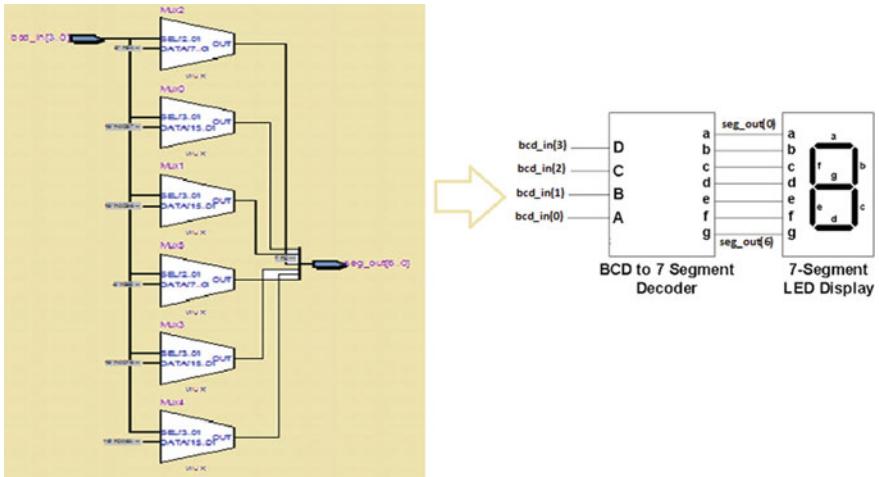 Mux2
bcd_in[3..0]
SEL[2..0]
DATA[7..0]
OUT
MUX
Mux0
SEL[3..0]
DATA[15..0]
OUT
MUX
Mux1
SEL[3..0]
DATA[15..0]
OUT
MUX
seg_out[6..0]
Mux5
SEL[2..0]
DATA[7..0]
OUT
MUX
Mux3
SEL[3..0]
DATA[15..0]
OUT
MUX
Mux4
SEL[3..0]
DATA[15..0]
OUT
MUX
bcd_in(3)
bcd_in(2)
bcd_in(1)
bcd_in(0)
D
C
B
A
a
b
c
d
e
f
g
seg_out(0)
seg_out(6)
a
b
c
d
e
f
g
a
f
b
g
e
c
d
BCD to 7 Segment
Decoder
7-Segment
LED Display